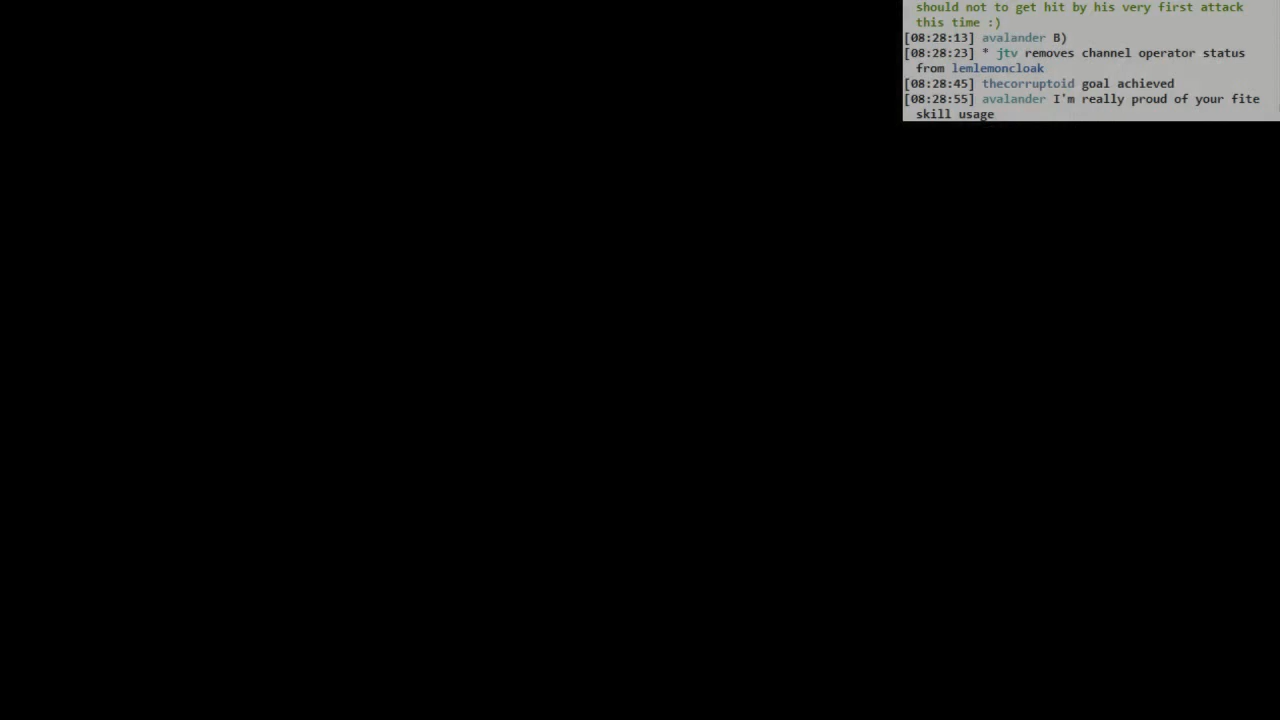 should not to get hit by his very first attack
this time :)
[08:28:13] avalander B)
[08:28:23] * jtv removes channel operator status
from lemlemoncloak
[08:28:45] thecorruptoid goal achieved
[08:28:55] avalander I'm really proud of your fite
skill usage